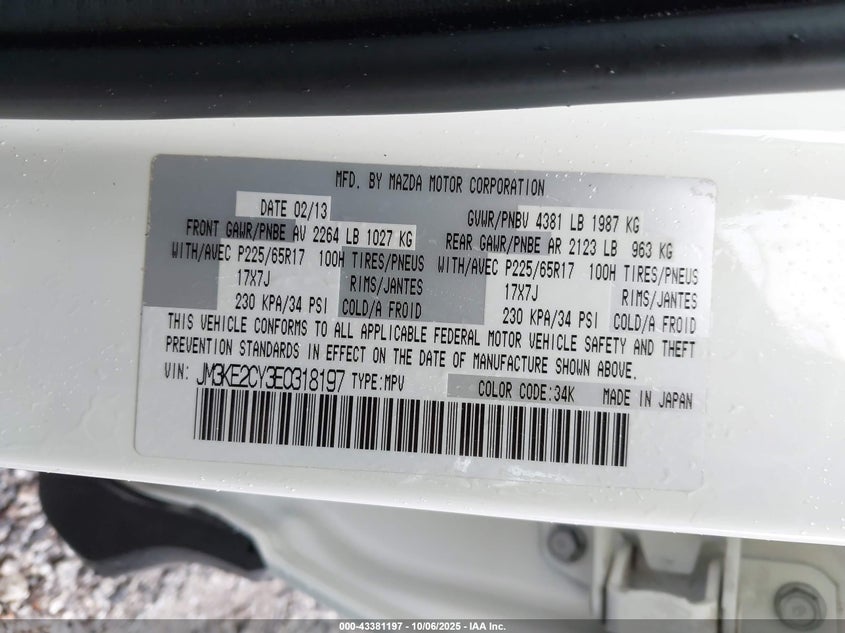 MFD. BY MAZDA MOTOR CORPORATION
DATE 02/13 GVWR/PNBV 4381 LB 1987 KG
FRONT GAWR/PNBE AV 2264 LB 1027 KG REAR GAWR/PNBE AR 2123 LB 963 KG
WITH/AVEC P225/65R17 100H TIRES/PNEUS WITH/AVEC P225/65R17 100H TIRES/PNEUS
17X7J RIMS/JANTES 17X7J RIMS/JANTES
230 KPA/34 PSI COLD/A FROID 230 KPA/34 PSI COLD/A FROID
THIS VEHICLE CONFORMS TO ALL APPLICABLE FEDERAL MOTOR VEHICLE SAFETY AND THEFT
PREVENTION STANDARDS IN EFFECT ON THE DATE OF MANUFACTURE SHOWN ABOVE.
VIN: JM3KE2CY3E0318197 TYPE:MPV COLOR CODE:34K MADE IN JAPAN
000-43381197 - 10/06/2025 - IAA Inc.